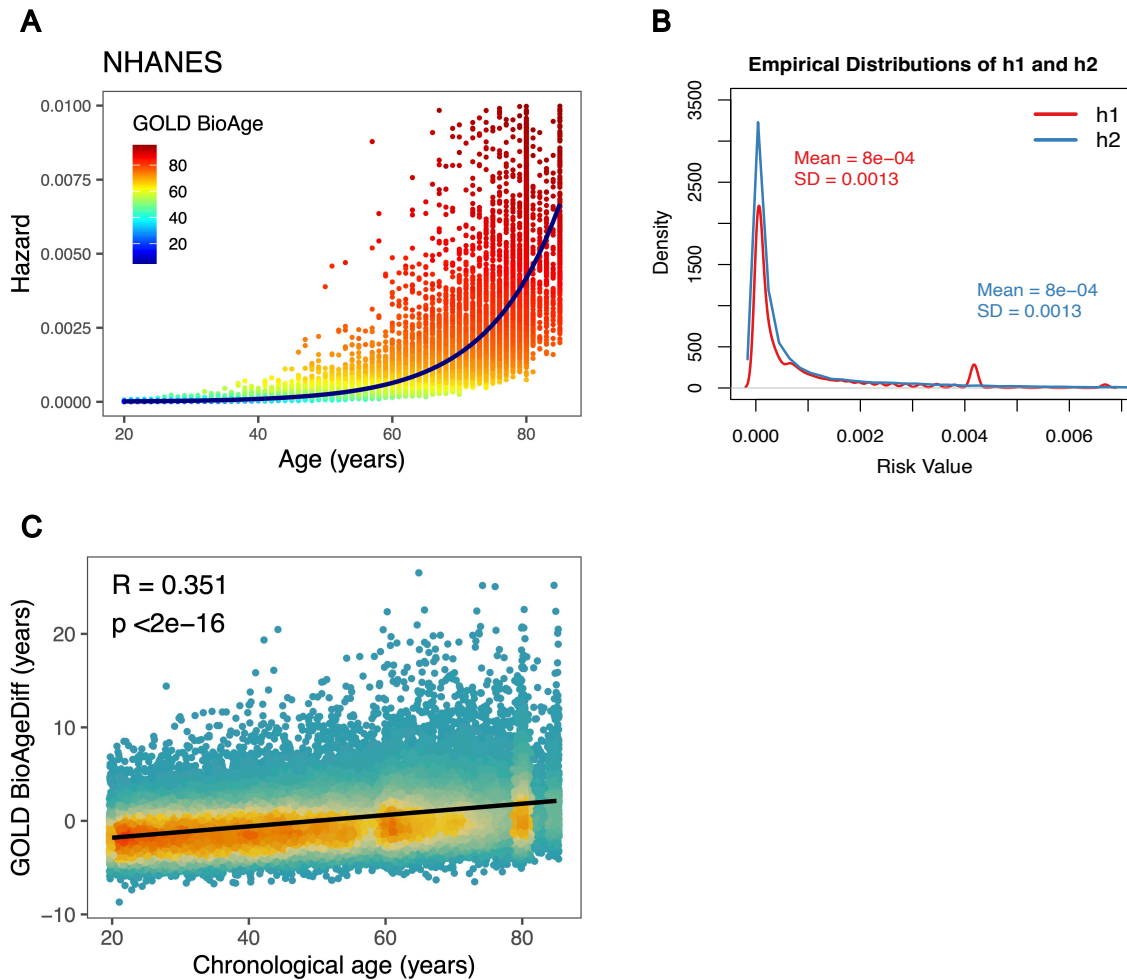 A
NHANES
GOLD BioAge
80
60
40
20
Hazard
0.0100
0.0075
0.0050
0.0025
0.0000
20 40 60 80
Age (years)
B
Empirical Distributions of h1 and h2
h1
h2
Mean = 8e−04
SD = 0.0013
Mean = 8e−04
SD = 0.0013
Density
3500
2500
1500
500
0
0.000 0.002 0.004 0.006
Risk Value
C
R = 0.351
p <2e−16
GOLD BioAgeDiff (years)
20
10
0
−10
20 40 60 80
Chronological age (years)